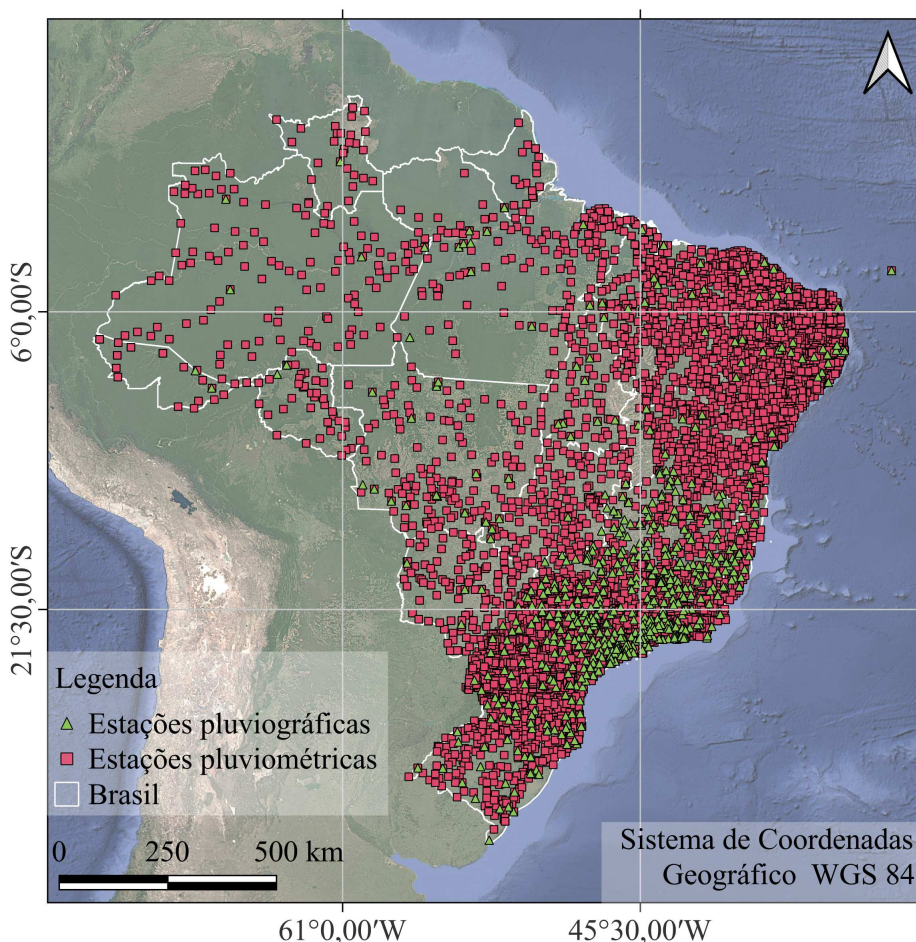 6°0,00′S
21°30,00′S
Legenda
Estações pluviográficas
Estações pluviométricas
Brasil
0 250 500 km
Sistema de Coordenadas
Geográfico WGS 84
61°0,00′W 45°30,00′W